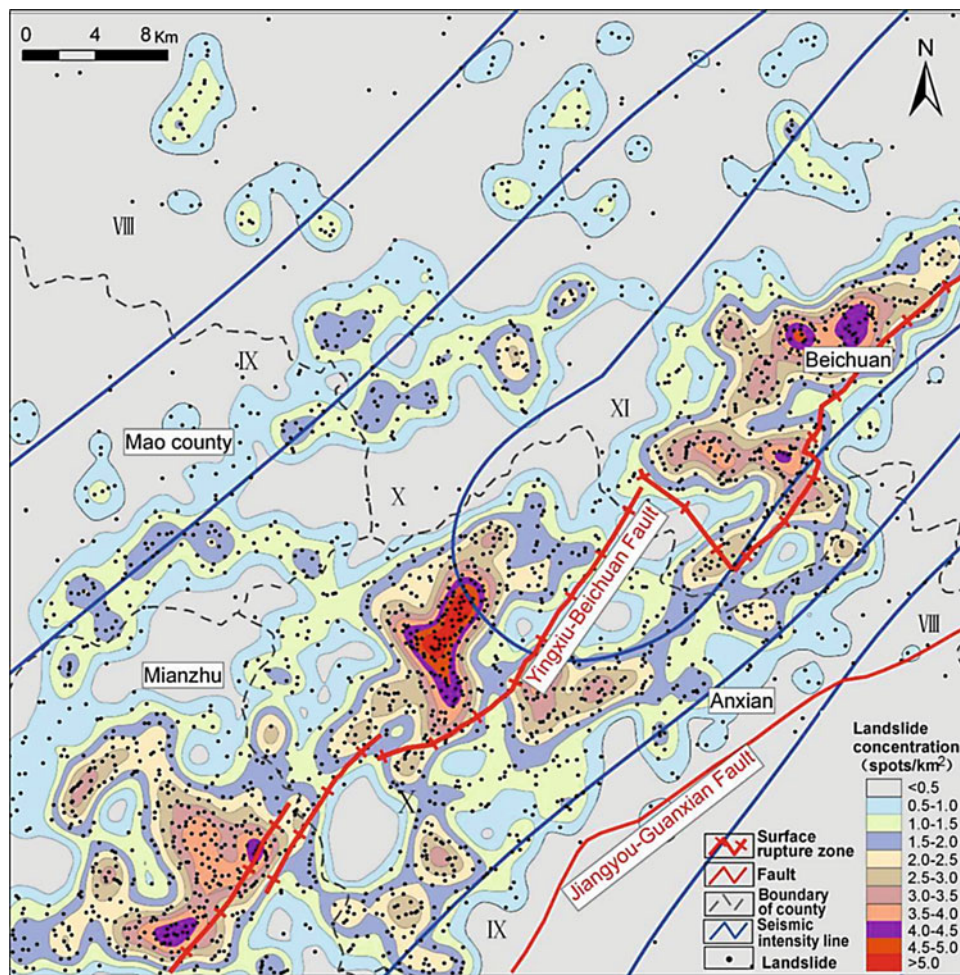 0 4 8 Km
N
VIII
IX
XI
Beichuan
Mao county
X
Yingxiu-Beichuan Fault
Mianzhu
VIII
Anxian
X
Jiangyou-Guanxian Fault
IX
Landslide
concentration
(spots/km²)
<0.5
0.5-1.0
1.0-1.5
1.5-2.0
2.0-2.5
2.5-3.0
3.0-3.5
3.5-4.0
4.0-4.5
4.5-5.0
>5.0
Surface
rupture zone
Fault
Boundary
of county
Seismic
intensity line
Landslide